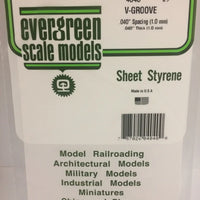 4040
V-GROOVE
.040" Spacing (1.0 mm)
.040" Thick (1.0 mm)
evergreen
scale models
Sheet Styrene
Made in U.S.A
Model Railroading
Architectural Models
Military Models
Industrial Models
Miniatures